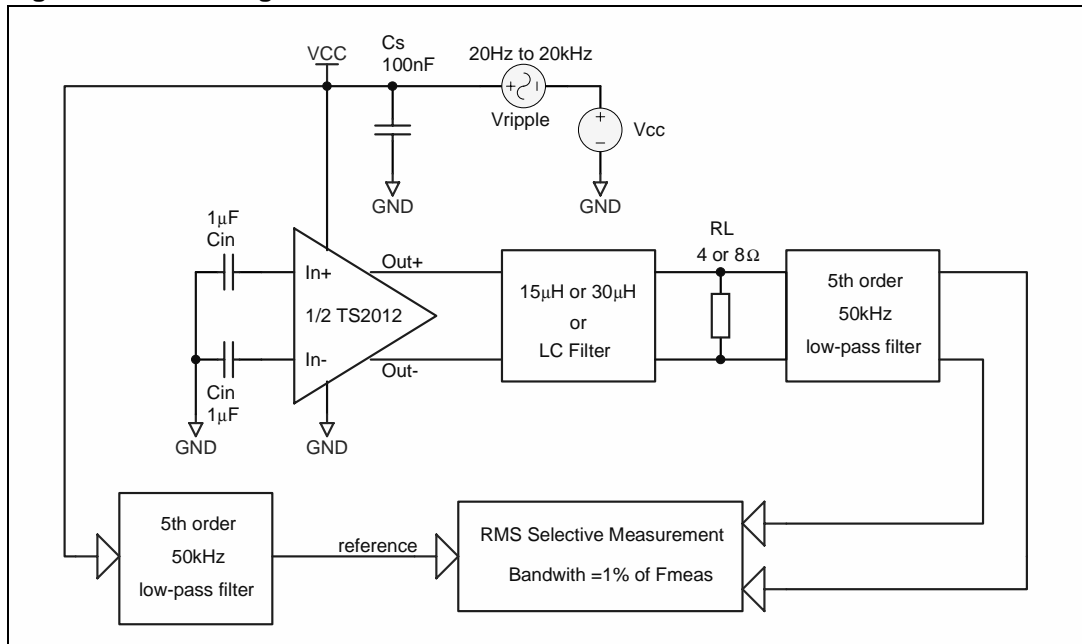 VCC
Cs
100nF
20Hz to 20kHz
+
Vripple
+
−
Vcc
GND
GND
1µF
Cin
In+
Out+
1/2 TS2012
In-
Out-
Cin
1µF
GND
GND
15µH or 30µH
or
LC Filter
RL
4 or 8Ω
5th order
50kHz
low-pass filter
5th order
50kHz
low-pass filter
reference
RMS Selective Measurement
Bandwith =1% of Fmeas